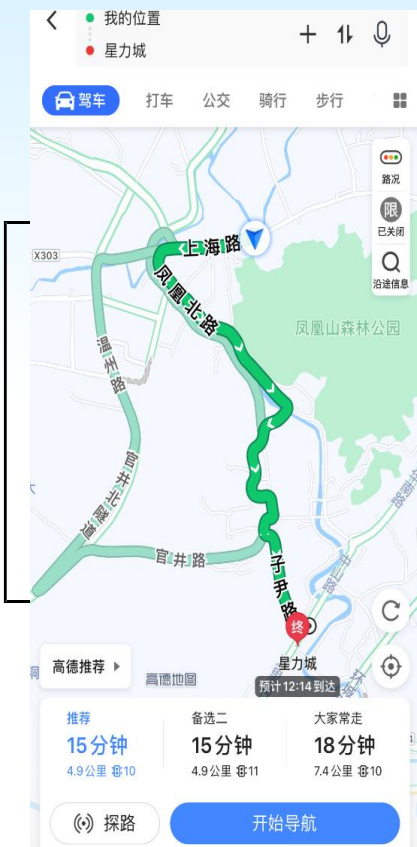 我的位置
星力城
驾车
打车
公交
骑行
步行
路况
限
已关闭
沿途信息
X303
上海路
凤凰北路
凤凰山森林公园
温州路
官井北隧道
官井路
子尹路
终
星力城
预计12:14到达
高德推荐
高德地图
推荐
备选二
大家常走
15分钟
15分钟
18分钟
4.9公里 10
4.9公里 11
7.4公里 10
探路
开始导航